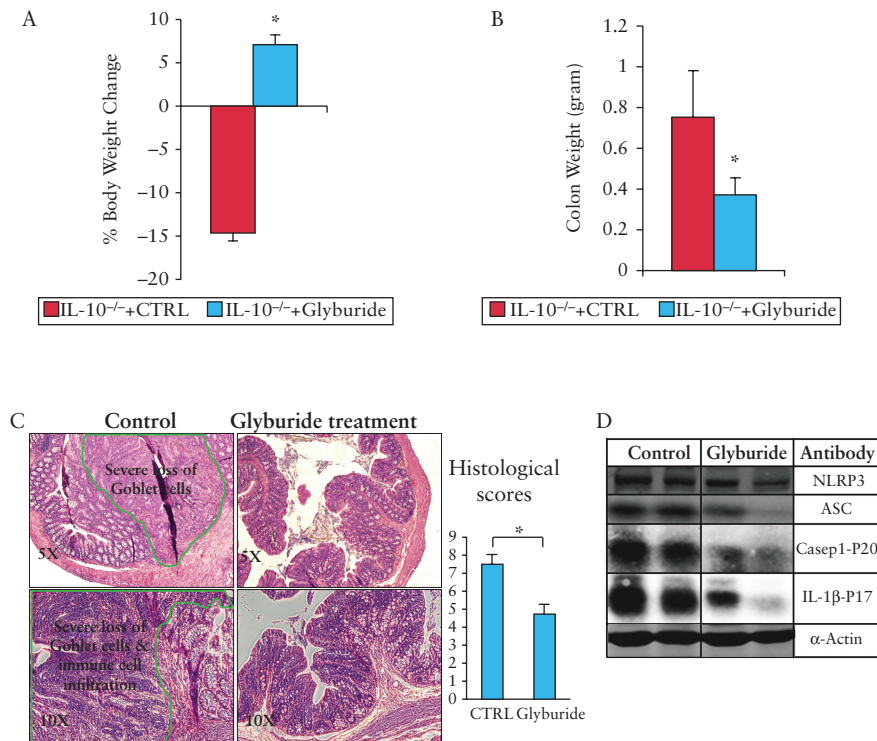 A
% Body Weight Change
10
5
0
−5
−10
−15
−20
*
IL-10−/−+CTRL IL-10−/−+Glyburide
B
Colon Weight (gram)
1.2
1
0.8
0.6
0.4
0.2
0
*
IL-10−/−+CTRL IL-10−/−+Glyburide
C
Control Glyburide treatment
Severe loss of
Goblet cells
5X
5X
Severe loss of
Goblet cells &
immune cell
infiltration
10X
10X
Histological
scores
*
9
8
7
6
5
4
3
2
1
0
CTRL Glyburide
D
Control Glyburide Antibody
NLRP3
ASC
Casep1-P20
IL-1β-P17
α-Actin